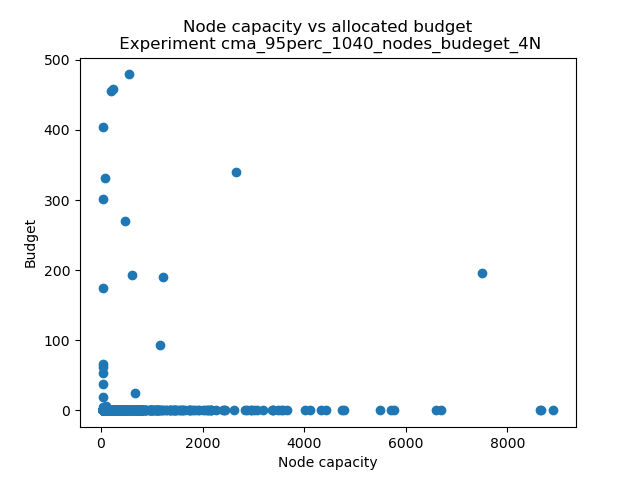 Node capacity vs allocated budget
Experiment cma_95perc_1040_nodes_budeget_4N
500
400
300
200
100
0
Budget
0 2000 4000 6000 8000
Node capacity